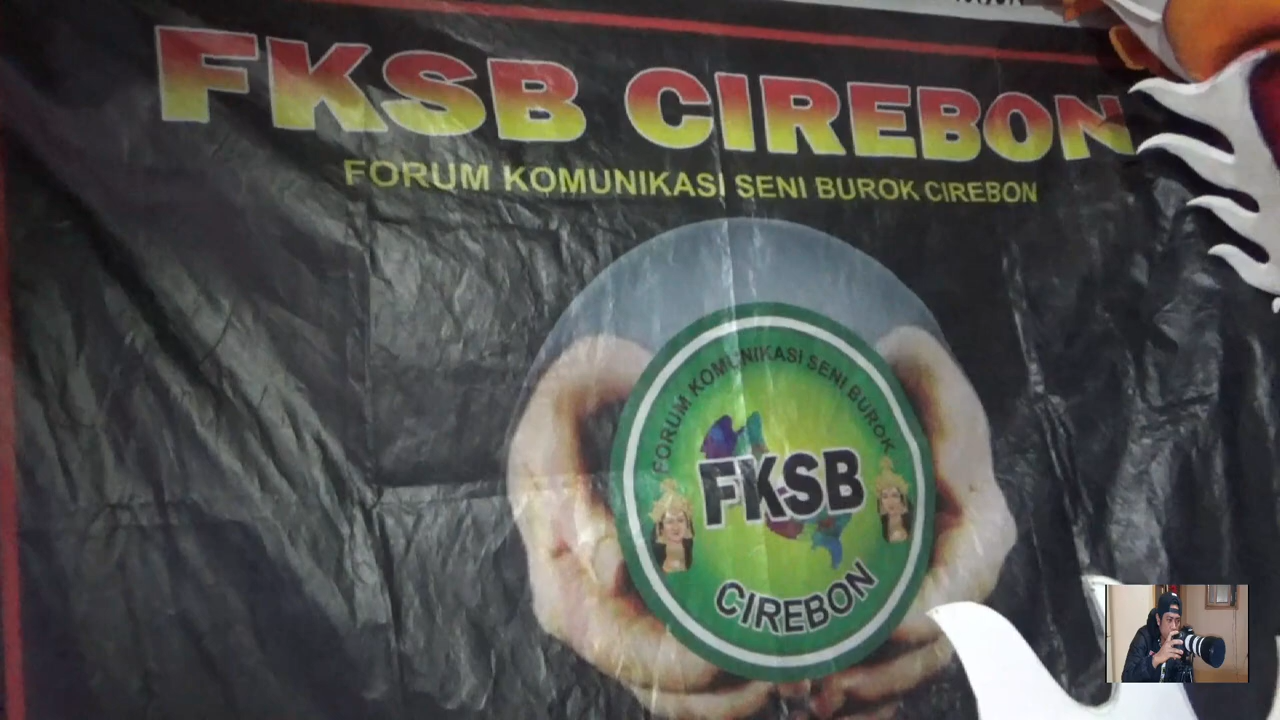 FKSB CIREBON
FORUM KOMUNIKASI SENI BUROK CIREBON
FORUM KOMUNIKASI SENI BUROK
FKSB
CIREBON